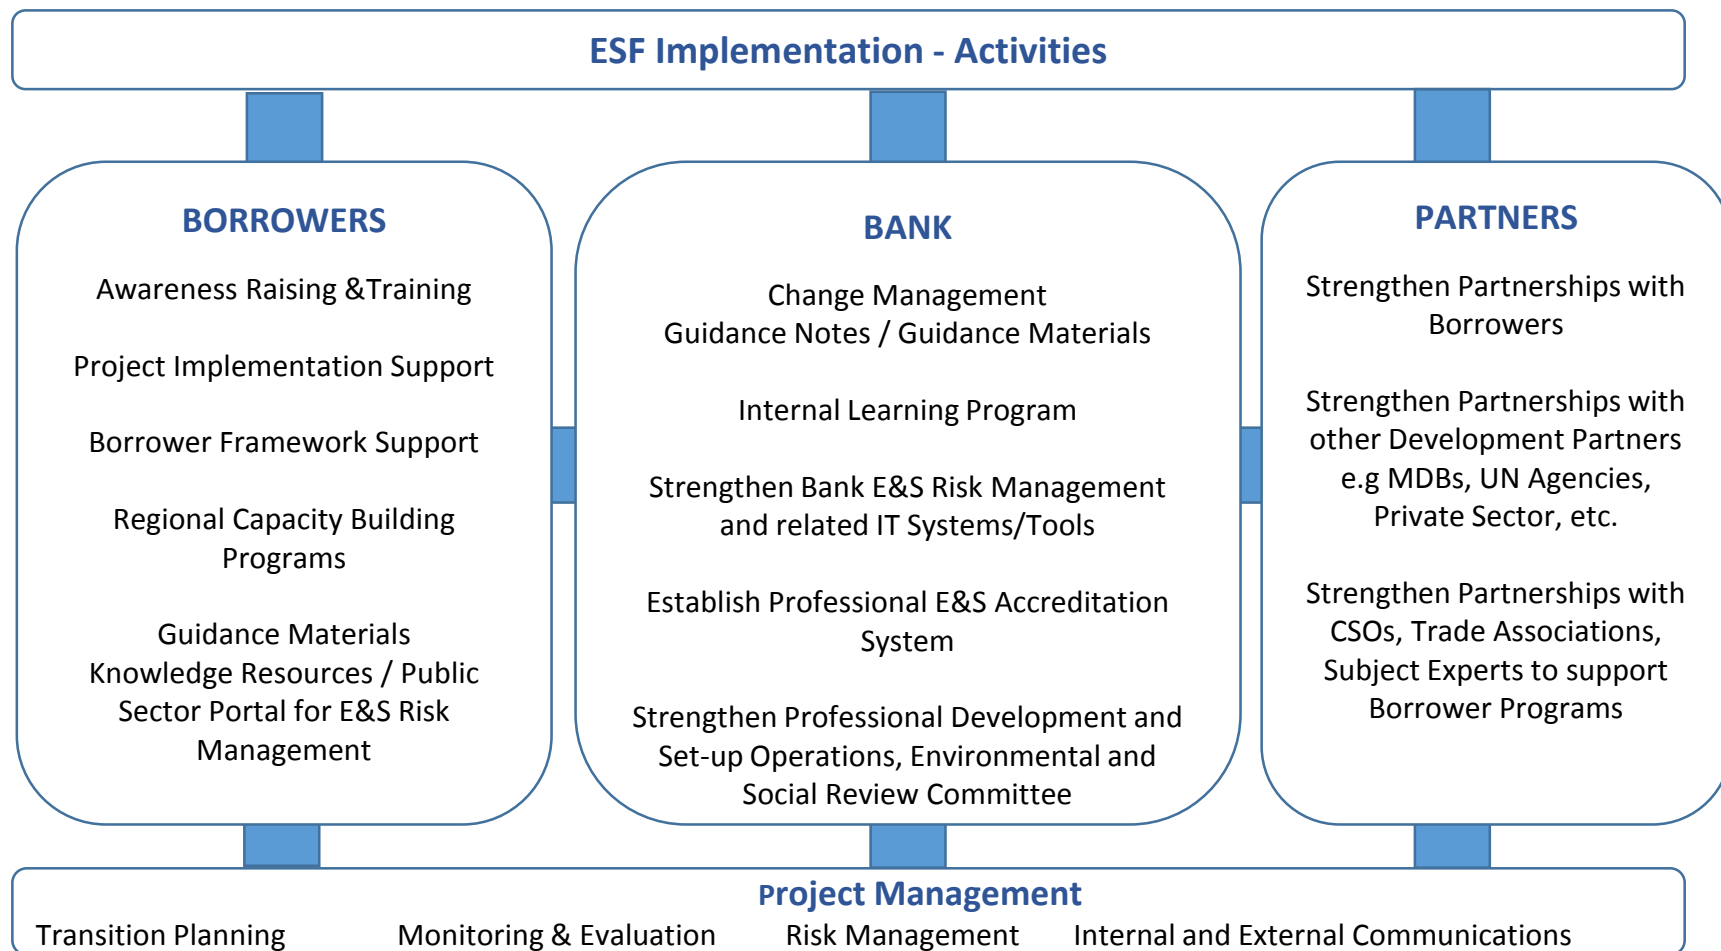 ESF Implementation - Activities
BORROWERS
Awareness Raising &Training
Project Implementation Support
Borrower Framework Support
Regional Capacity Building
Programs
Guidance Materials
Knowledge Resources / Public
Sector Portal for E&S Risk
Management
BANK
Change Management
Guidance Notes / Guidance Materials
Internal Learning Program
Strengthen Bank E&S Risk Management
and related IT Systems/Tools
Establish Professional E&S Accreditation
System
Strengthen Professional Development and
Set-up Operations, Environmental and
Social Review Committee
PARTNERS
Strengthen Partnerships with
Borrowers
Strengthen Partnerships with
other Development Partners
e.g MDBs, UN Agencies,
Private Sector, etc.
Strengthen Partnerships with
CSOs, Trade Associations,
Subject Experts to support
Borrower Programs
Project Management
Transition Planning Monitoring & Evaluation Risk Management Internal and External Communications